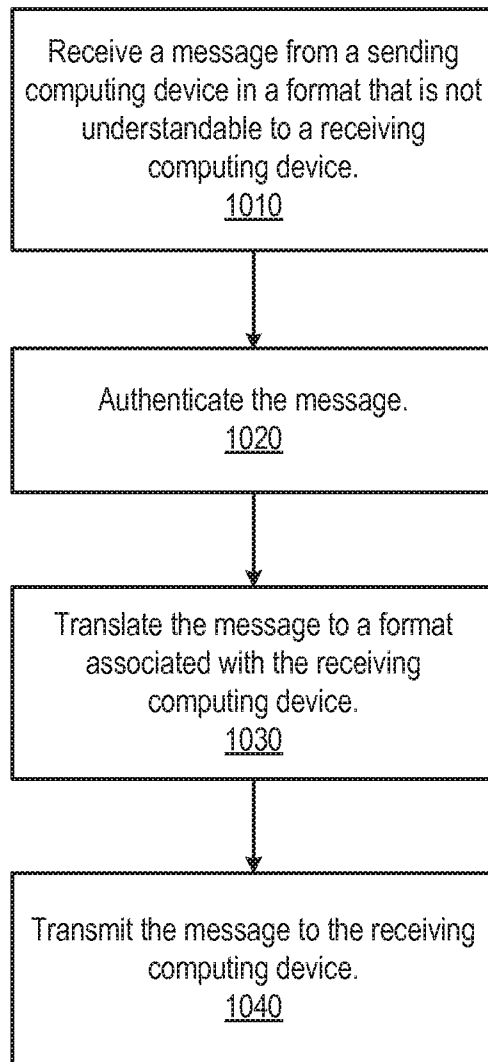 Receive a message from a sending
computing device in a format that is not
understandable to a receiving
computing device.
1010
Authenticate the message.
1020
Translate the message to a format
associated with the receiving
computing device.
1030
Transmit the message to the receiving
computing device.
1040